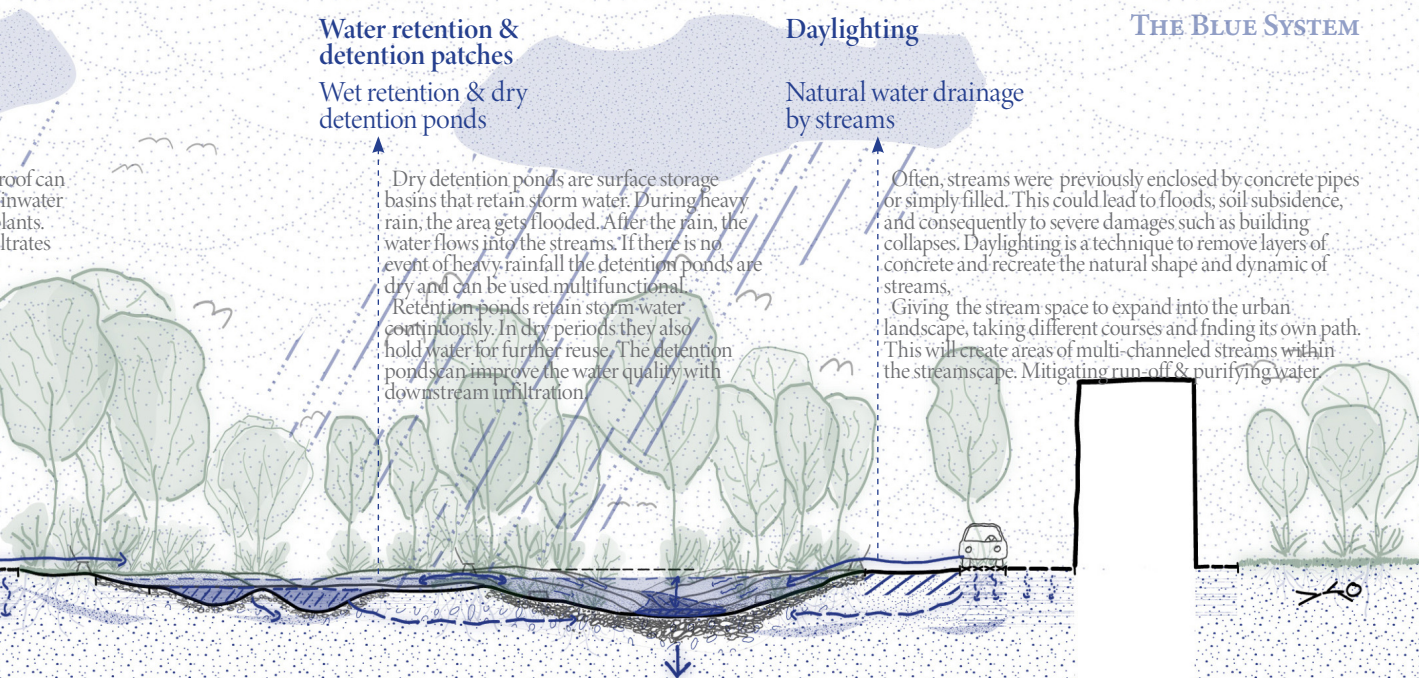 THE BLUE SYSTEM
roof can
inwater
plants.
ltrates
Water retention &
detention patches
Wet retention & dry
detention ponds
Dry detention ponds are surface storage
basins that retain storm water. During heavy
rain, the area gets flooded. After the rain, the
water flows into the streams. If there is no
event of heavy rainfall the detention ponds are
dry and can be used multifunctional.
Retention ponds retain storm water
continuously. In dry periods they also
hold water for further reuse. The detention
pondscan improve the water quality with
downstream infiltration.
Daylighting
Natural water drainage
by streams
Often, streams were previously enclosed by concrete pipes
or simply filled. This could lead to floods, soil subsidence,
and consequently to severe damages such as building
collapses. Daylighting is a technique to remove layers of
concrete and recreate the natural shape and dynamic of
streams,
Giving the stream space to expand into the urban
landscape, taking different courses and fnding its own path.
This will create areas of multi-channeled streams within
the streamscape. Mitigating run-off & purifying water.